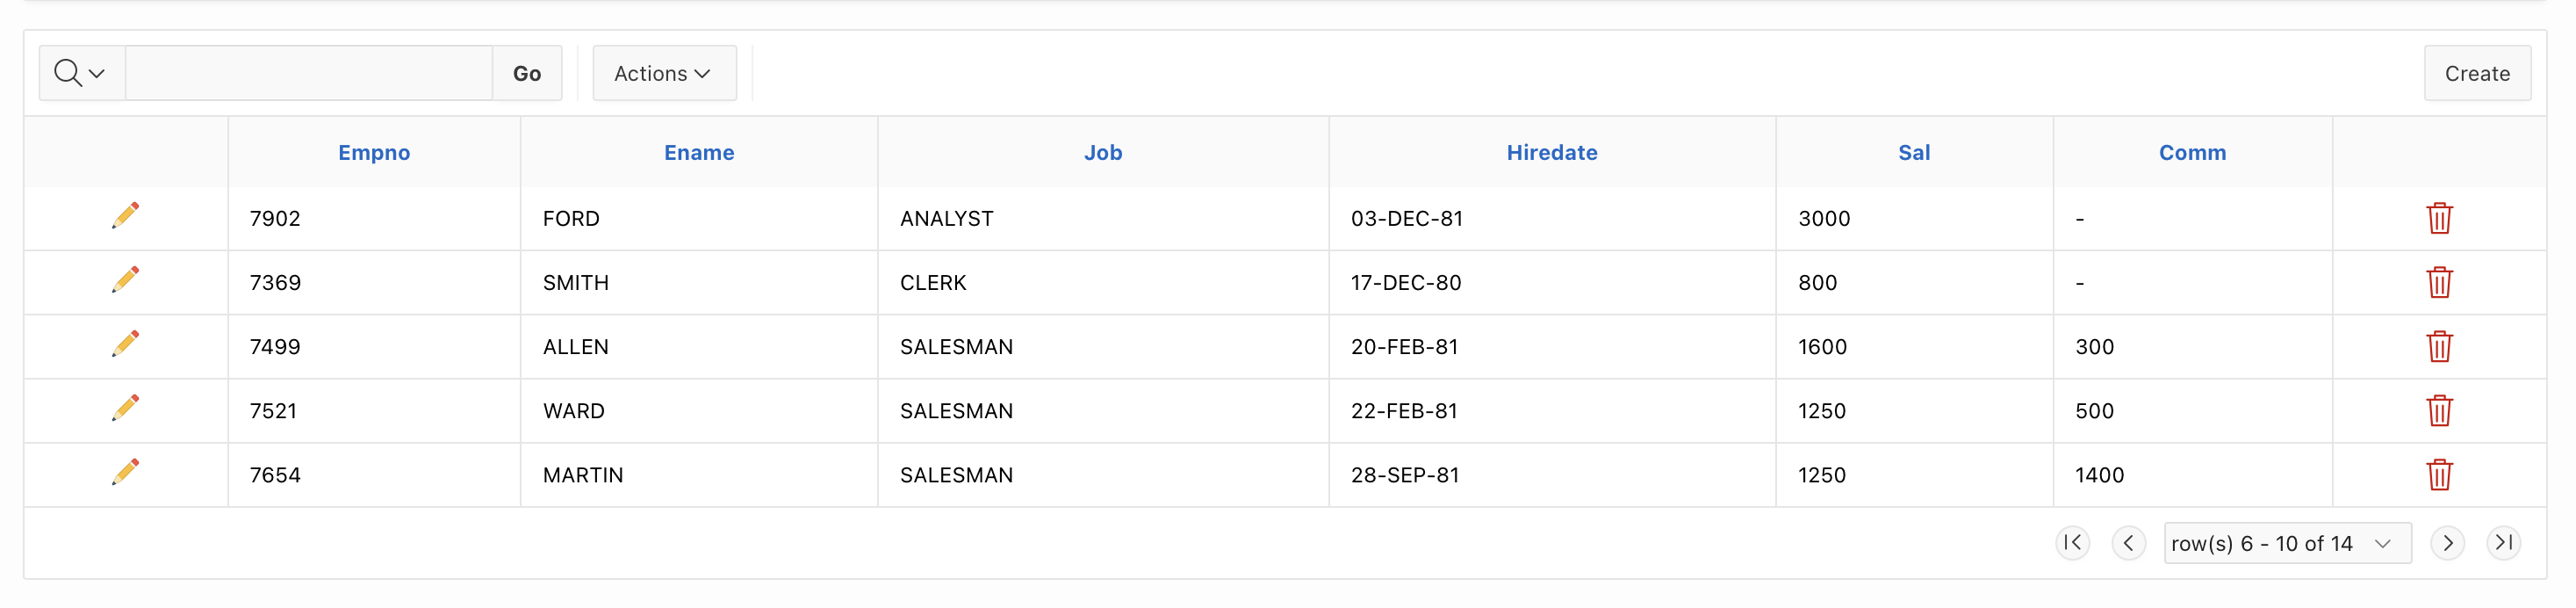 Go Actions Create
Empno Ename Job Hiredate Sal Comm
7902 FORD ANALYST 03-DEC-81 3000 -
7369 SMITH CLERK 17-DEC-80 800 -
7499 ALLEN SALESMAN 20-FEB-81 1600 300
7521 WARD SALESMAN 22-FEB-81 1250 500
7654 MARTIN SALESMAN 28-SEP-81 1250 1400
row(s) 6 - 10 of 14